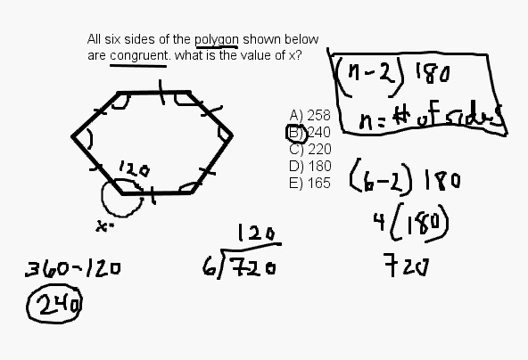 All six sides of the polygon shown below
are congruent. what is the value of x?
(n-2) 180
n = # of sides
A) 258
B) 240
C) 220
D) 180
E) 165
120
x°
(6-2) 180
4(180)
720
120
6)720
360-120
240